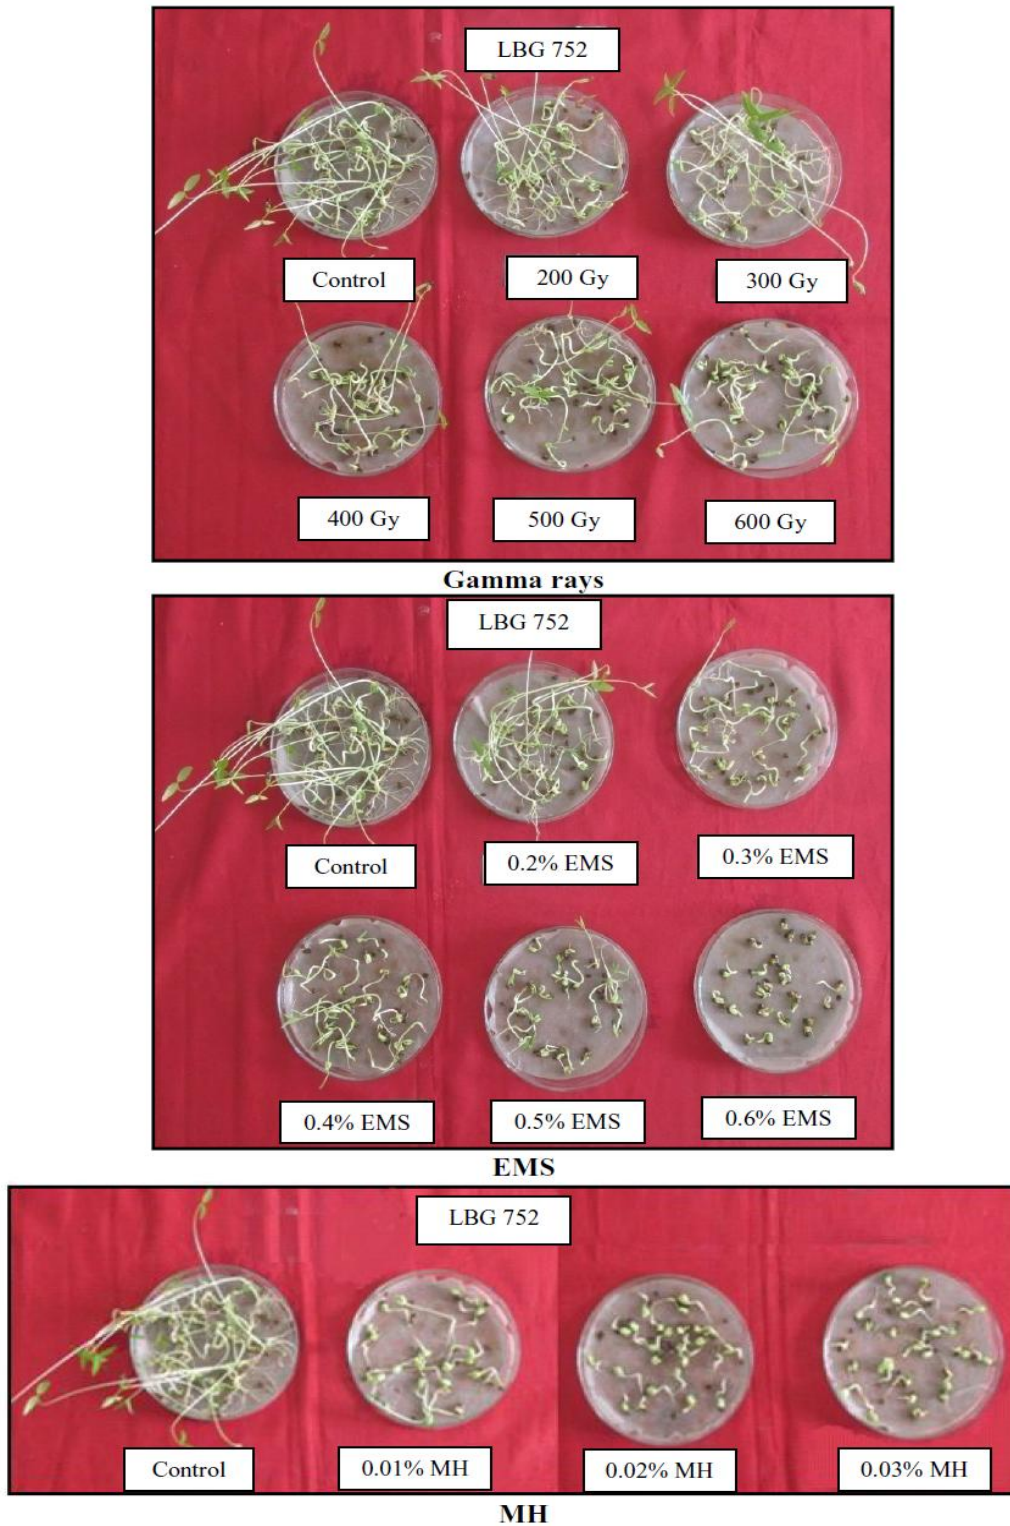 LBG 752
Control
200 Gy
300 Gy
400 Gy
500 Gy
600 Gy
Gamma rays
LBG 752
Control
0.2% EMS
0.3% EMS
0.4% EMS
0.5% EMS
0.6% EMS
EMS
LBG 752
Control
0.01% MH
0.02% MH
0.03% MH
MH